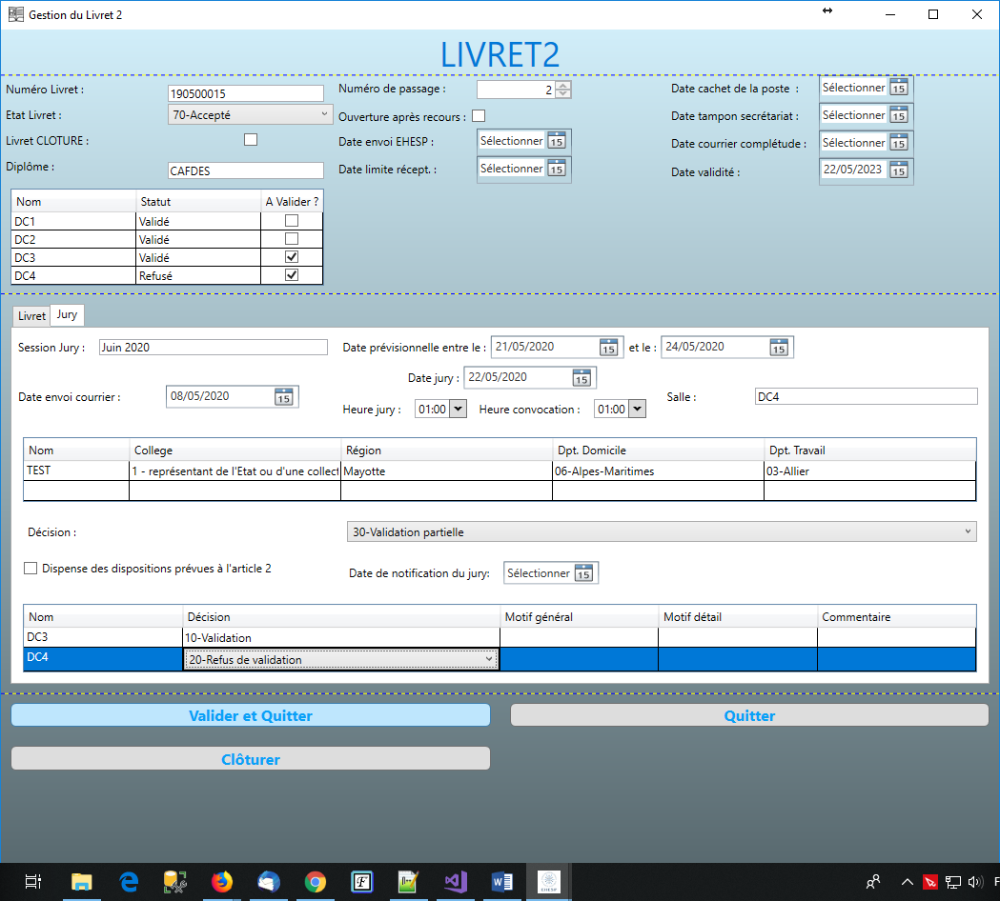 Gestion du Livret 2
LIVRET2
Numéro Livret : 190500015 Numéro de passage : 2 Date cachet de la poste : Sélectionner 15
Etat Livret : 70-Accepté Ouverture après recours : Date tampon secrétariat : Sélectionner 15
Livret CLOTURE : Date envoi EHESP : Sélectionner 15 Date courrier complétude : Sélectionner 15
Diplôme : CAFDES Date limite récept. : Sélectionner 15 Date validité : 22/05/2023 15
Nom Statut A Valider ?
DC1 Validé
DC2 Validé
DC3 Validé
DC4 Refusé
Livret Jury
Session Jury : Juin 2020 Date prévisionnelle entre le : 21/05/2020 15 et le : 24/05/2020 15
Date jury : 22/05/2020 15
Date envoi courrier : 08/05/2020 15 Salle : DC4
Heure jury : 01:00 Heure convocation : 01:00
Nom College Région Dpt. Domicile Dpt. Travail
TEST 1 - représentant de l'Etat ou d'une collect Mayotte 06-Alpes-Maritimes 03-Allier
Décision : 30-Validation partielle
Dispense des dispositions prévues à l'article 2 Date de notification du jury: Sélectionner 15
Nom Décision Motif général Motif détail Commentaire
DC3 10-Validation
DC4 20-Refus de validation
Valider et Quitter Quitter
Clôturer
EHESP
F